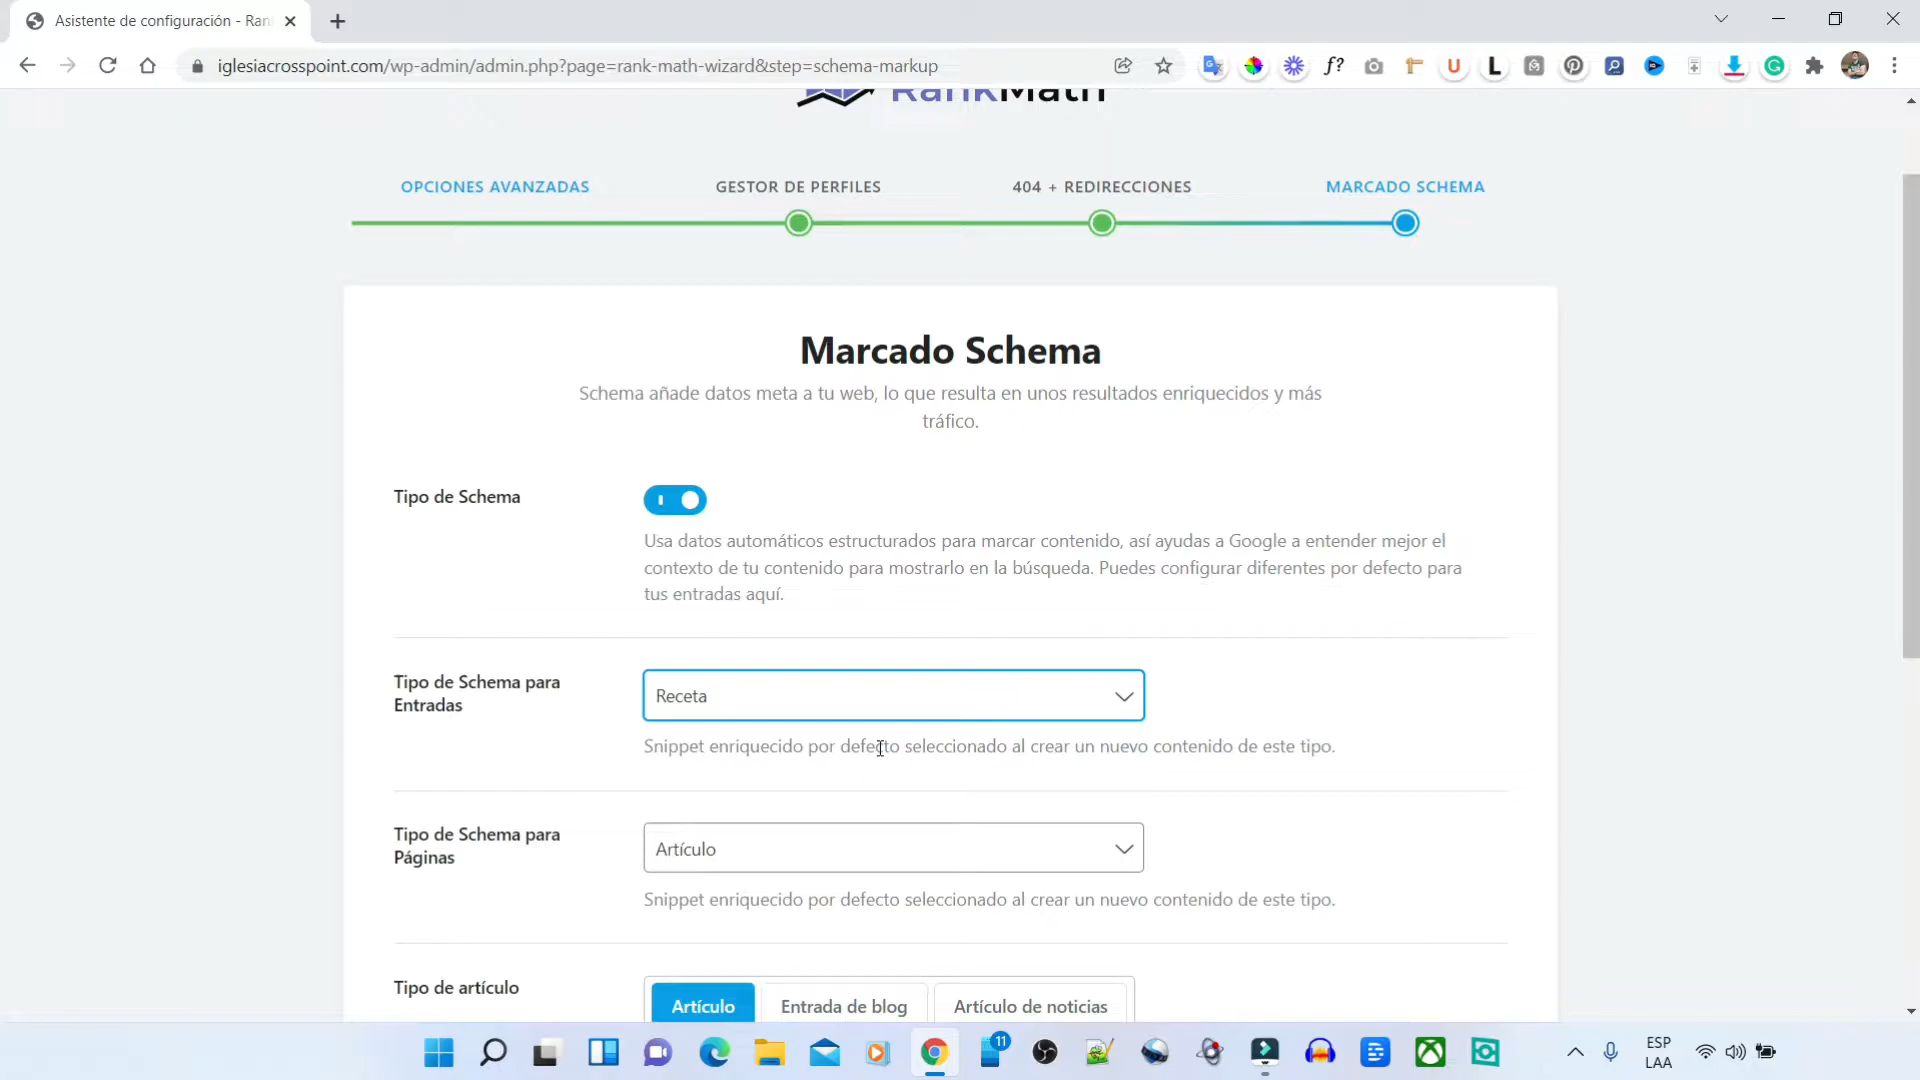 Asistente de configuración - Ran
iglesiacrosspoint.com/wp-admin/admin.php?page=rank-math-wizard&step=schema-markup
RankMath
OPCIONES AVANZADAS
GESTOR DE PERFILES
404 + REDIRECCIONES
MARCADO SCHEMA
Marcado Schema
Schema añade datos meta a tu web, lo que resulta en unos resultados enriquecidos y más
tráfico.
Tipo de Schema
Usa datos automáticos estructurados para marcar contenido, así ayudas a Google a entender mejor el
contexto de tu contenido para mostrarlo en la búsqueda. Puedes configurar diferentes por defecto para
tus entradas aquí.
Tipo de Schema para
Entradas
Receta
Snippet enriquecido por defecto seleccionado al crear un nuevo contenido de este tipo.
Tipo de Schema para
Páginas
Artículo
Snippet enriquecido por defecto seleccionado al crear un nuevo contenido de este tipo.
Tipo de artículo
Artículo
Entrada de blog
Artículo de noticias
11
ESP
LAA